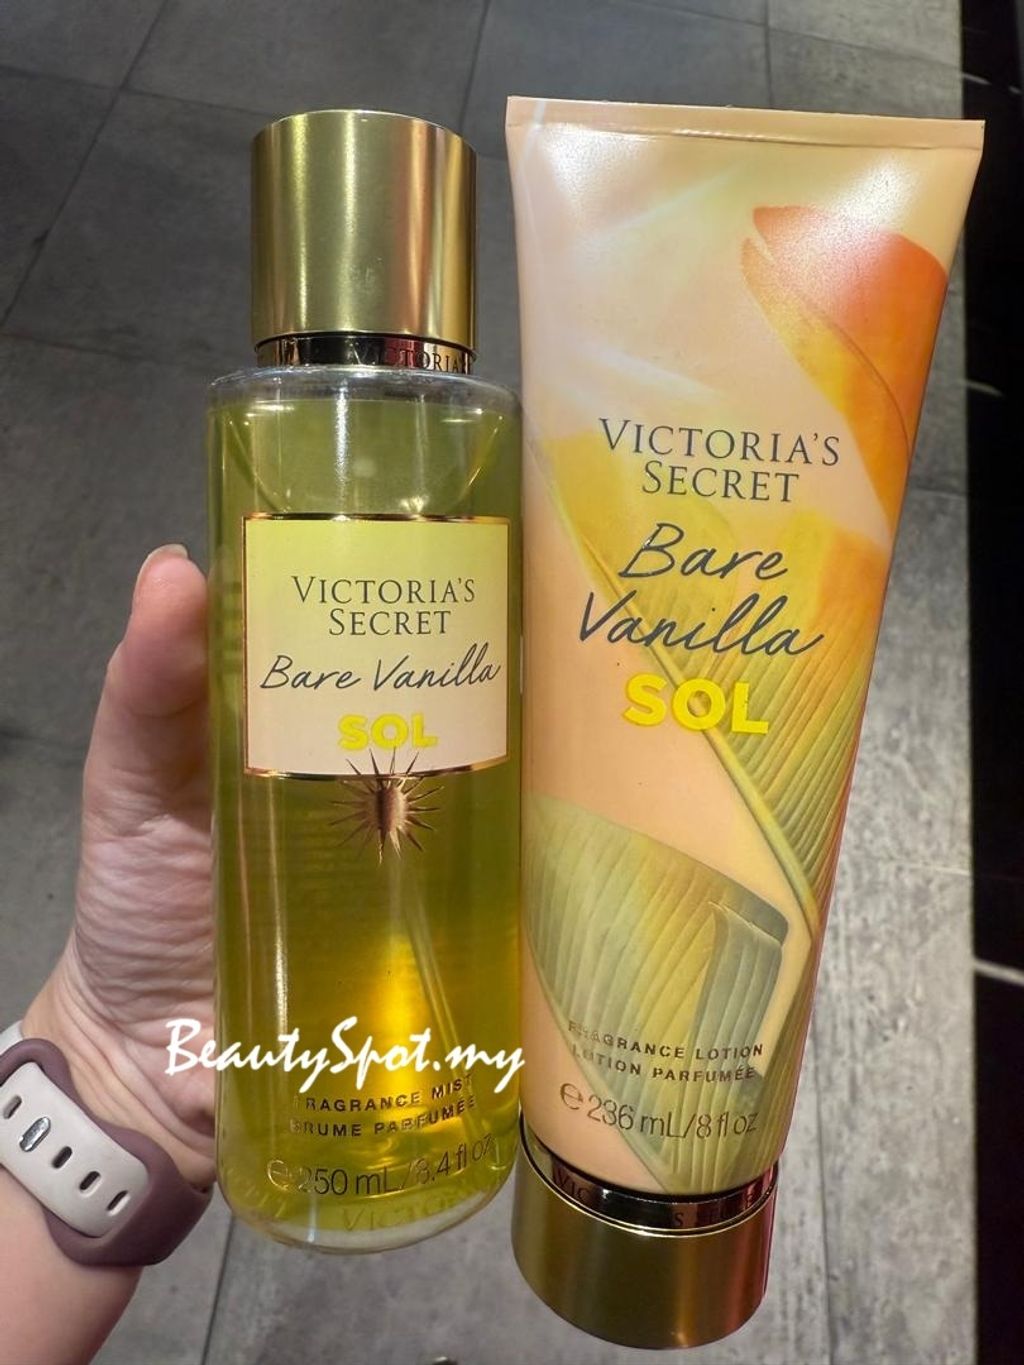 VICTORIA'S
VICTORIA'S
SECRET
Bare Vanilla
SOL
BeautySpot.my
FRAGRANCE MIST
BRUME PARFUMÉE
℮ 250 mL/8.4 fl oz
VICTORIA'S
SECRET
Bare
Vanilla
SOL
FRAGRANCE LOTION
LOTION PARFUMÉE
℮ 236 mL/8 fl oz